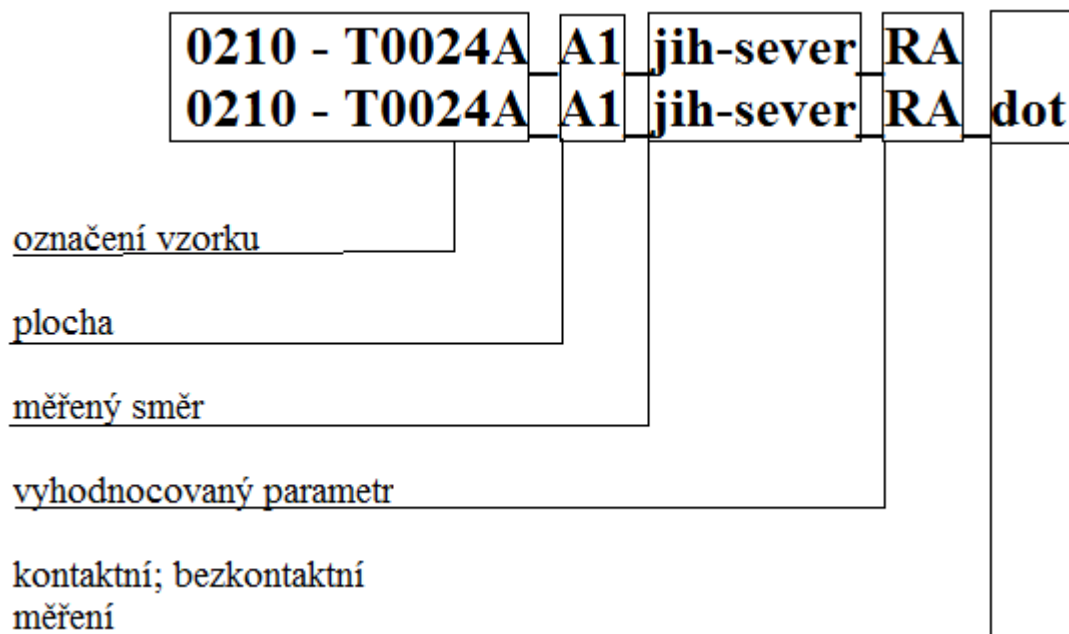 0210 - T0024A_A1_jih-sever_RA
0210 - T0024A_A1_jih-sever_RA_dot
označení vzorku
plocha
měřený směr
vyhodnocovaný parametr
kontaktní; bezkontaktní
měření